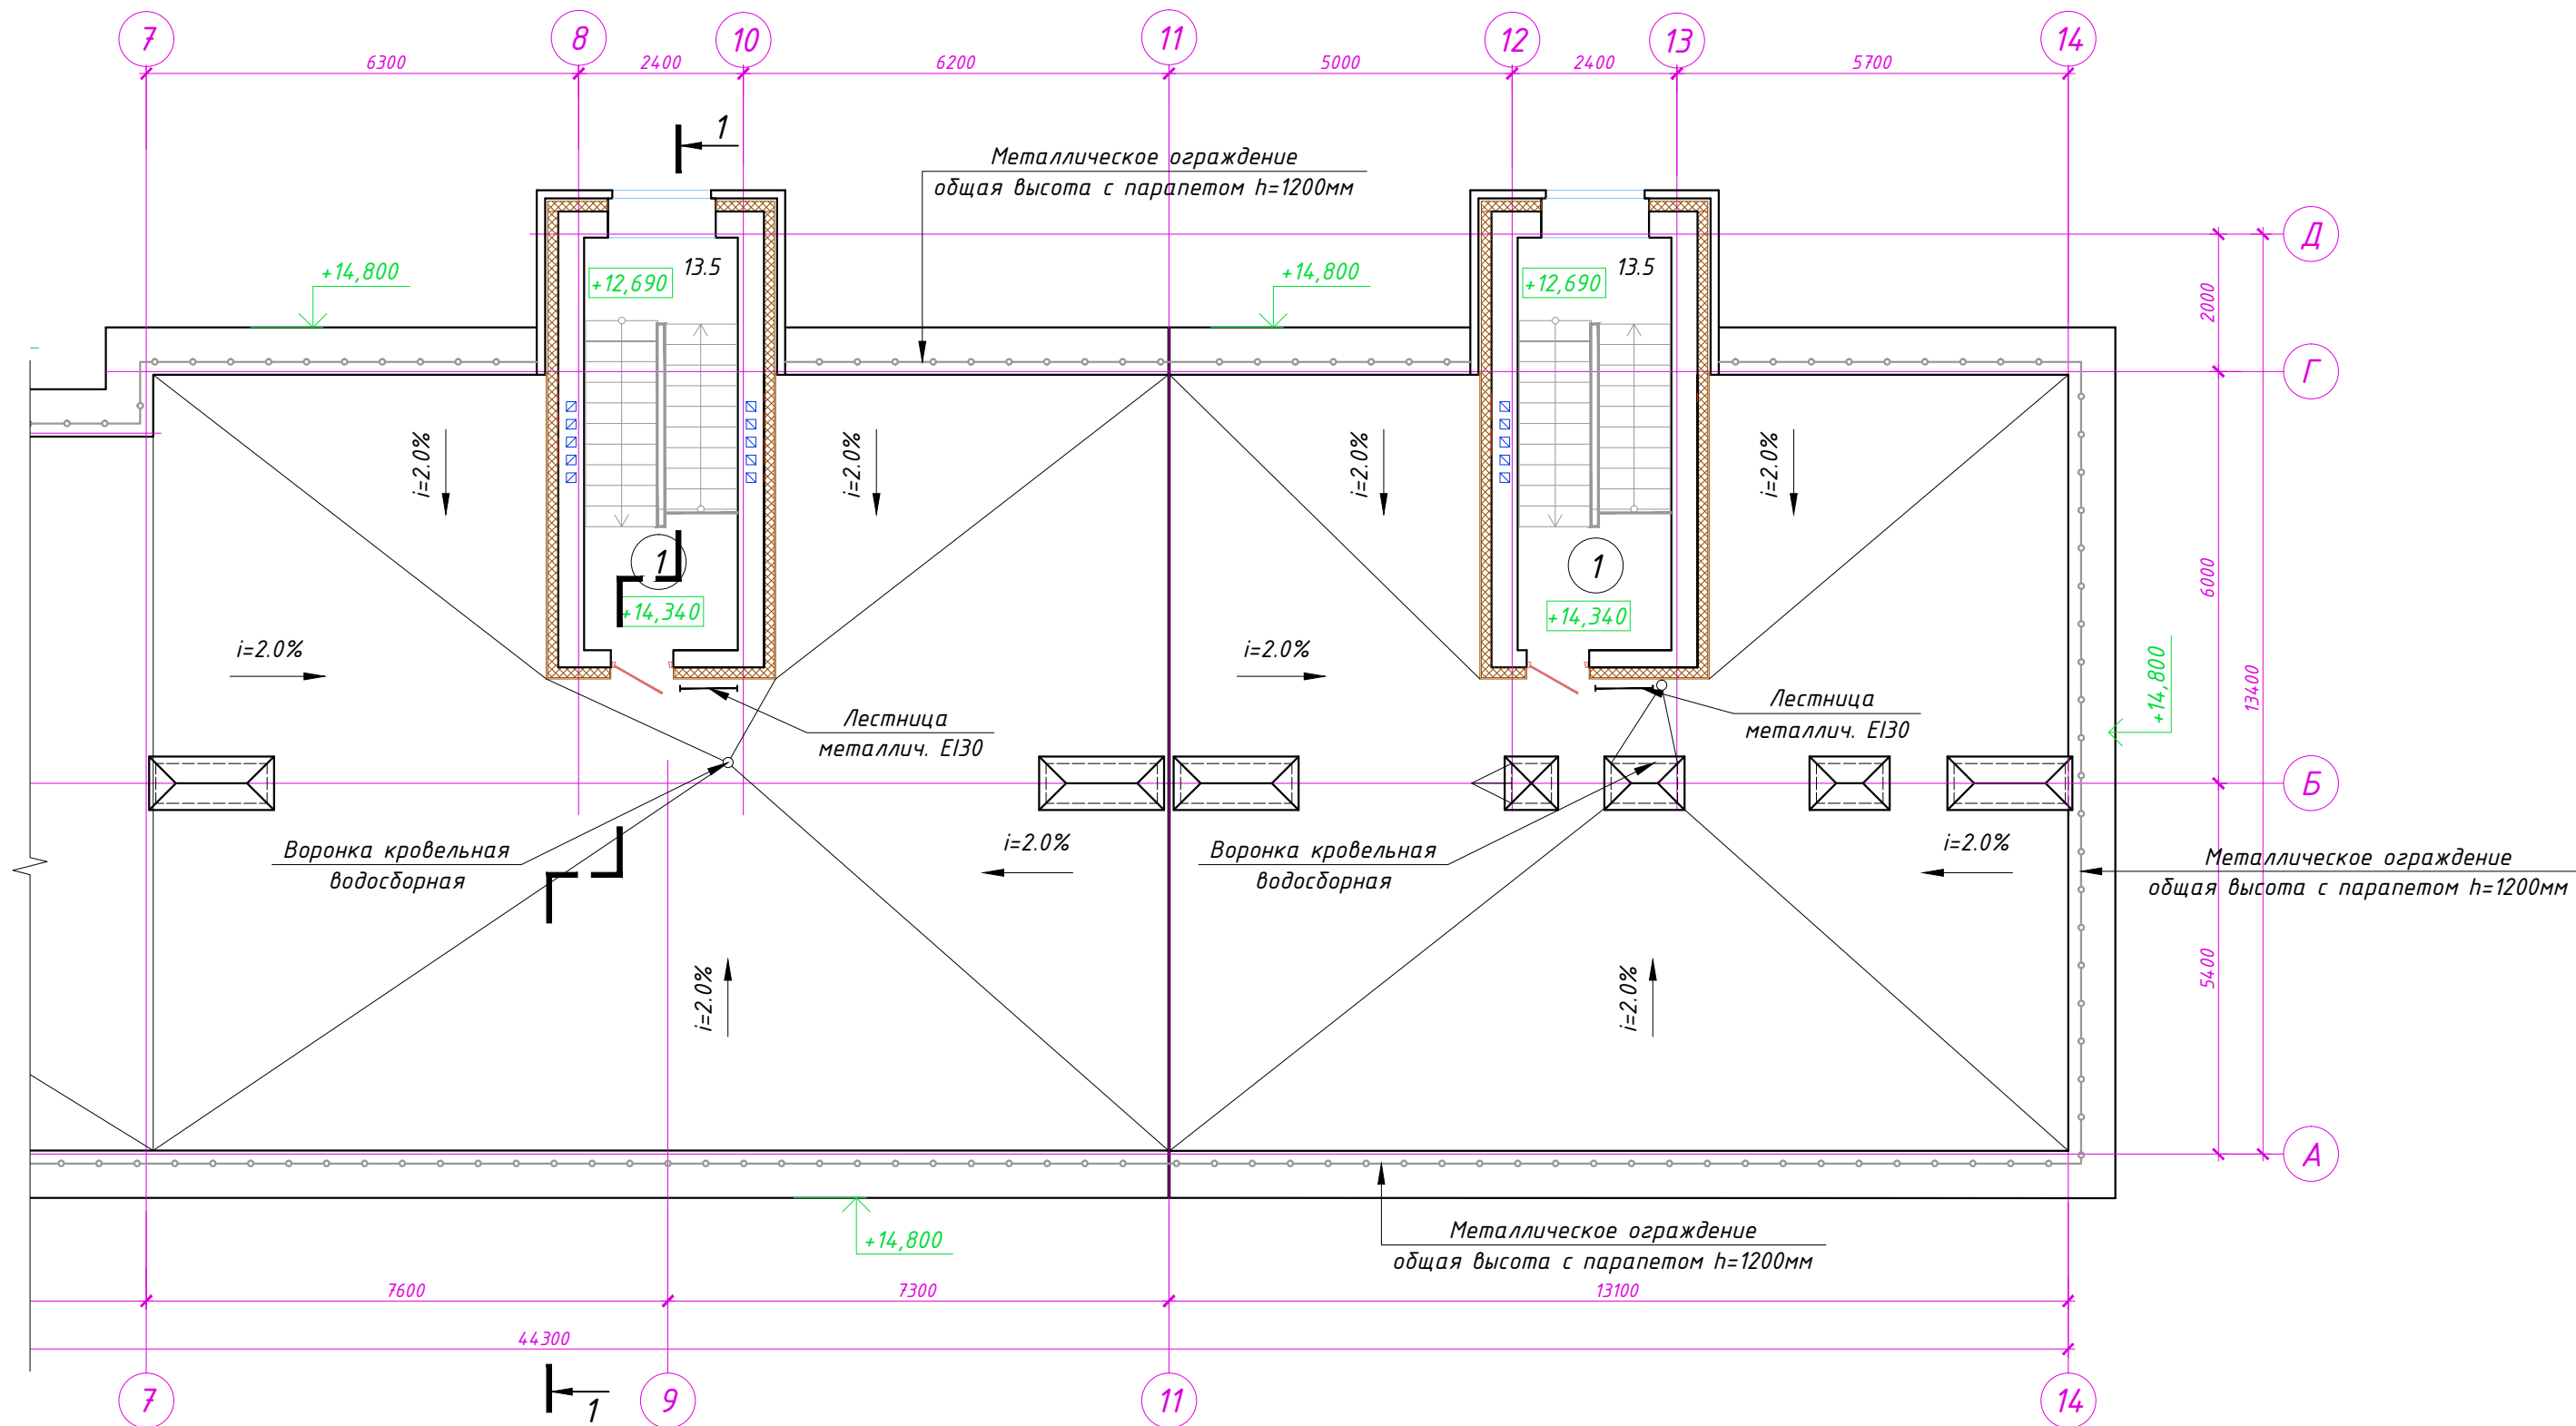 7
8
10
11
12
13
14
6300
2400
6200
5000
2400
5700
1
Металлическое ограждение
общая высота с парапетом h=1200мм
Д
+14,800
+12,690
13.5
+14,800
+12,690
13.5
2000
Г
i=2.0%
i=2.0%
i=2.0%
i=2.0%
1
1
6000
+14,340
+14,340
i=2.0%
i=2.0%
+14,800
13400
Лестница
металлич. EI30
Лестница
металлич. EI30
Б
Воронка кровельная
водосборная
i=2.0%
Воронка кровельная
водосборная
i=2.0%
Металлическое ограждение
общая высота с парапетом h=1200мм
i=2.0%
i=2.0%
5400
А
+14,800
Металлическое ограждение
общая высота с парапетом h=1200мм
7600
7300
13100
44300
7
1
9
11
14